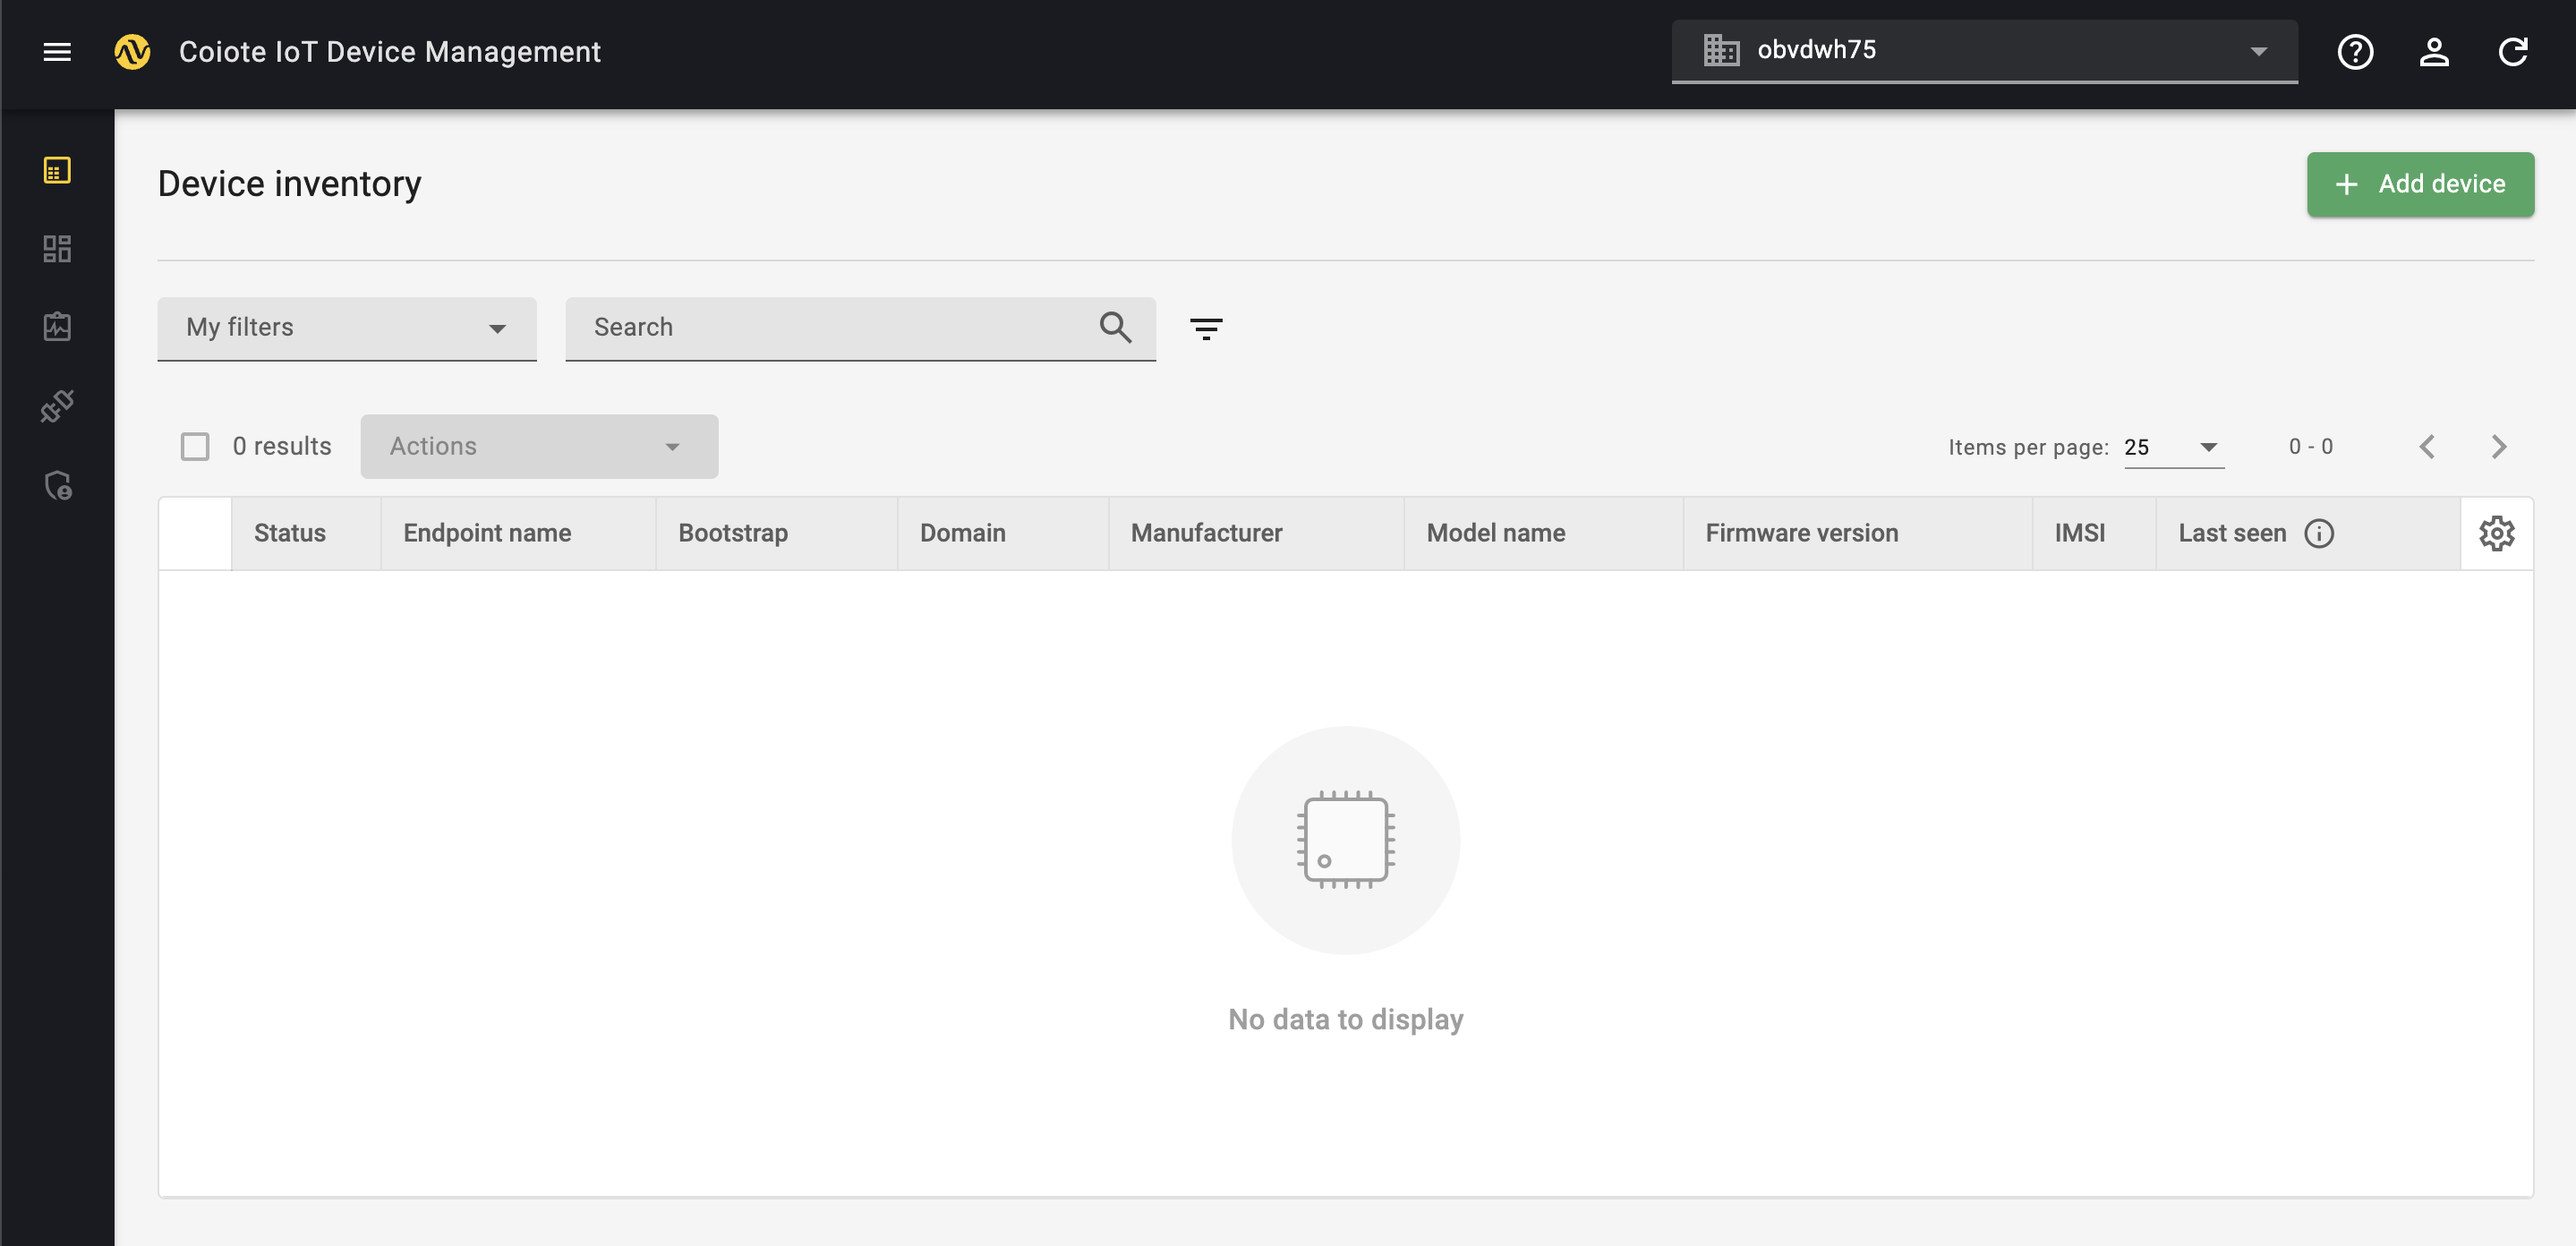 Coiote IoT Device Management
obvdwh75
Device inventory
Add device
My filters
Search
0 results
Actions
Items per page: 25
0 - 0
Status
Endpoint name
Bootstrap
Domain
Manufacturer
Model name
Firmware version
IMSI
Last seen
No data to display